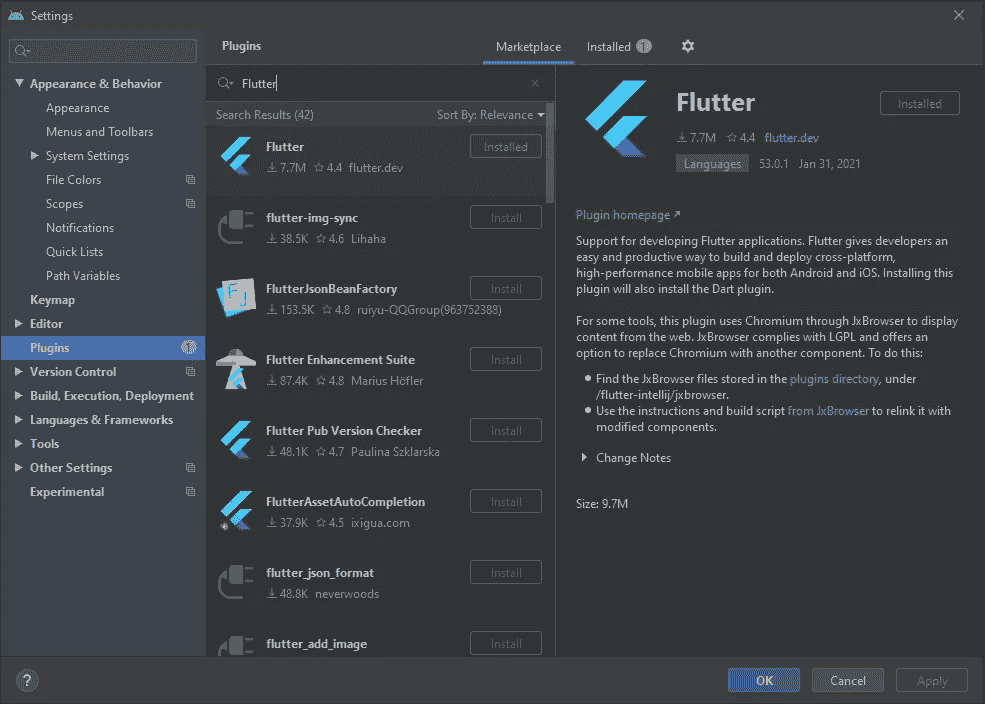 Settings
Appearance & Behavior
Appearance
Menus and Toolbars
System Settings
File Colors
Scopes
Notifications
Quick Lists
Path Variables
Keymap
Editor
Plugins
1
Version Control
Build, Execution, Deployment
Languages & Frameworks
Tools
Other Settings
Experimental
Plugins
Marketplace
Installed 1
Flutter
Search Results (42)
Sort By: Relevance
Flutter
Installed
7.7M 4.4 flutter.dev
flutter-img-sync
Install
38.5K 4.6 Lihaha
FJ
FlutterJsonBeanFactory
Install
153.5K 4.8 ruiyu-QQGroup(963752388)
Flutter Enhancement Suite
Install
87.4K 4.8 Marius Höfler
Flutter Pub Version Checker
Install
48.1K 4.7 Paulina Szklarska
FlutterAssetAutoCompletion
Install
37.9K 4.5 ixigua.com
flutter_json_format
Install
48.8K neverwoods
flutter_add_image
Install
Flutter
Installed
7.7M 4.4 flutter.dev
Languages 53.0.1 Jan 31, 2021
Plugin homepage
Support for developing Flutter applications. Flutter gives developers an
easy and productive way to build and deploy cross-platform,
high-performance mobile apps for both Android and iOS. Installing this
plugin will also install the Dart plugin.
For some tools, this plugin uses Chromium through JxBrowser to display
content from the web. JxBrowser complies with LGPL and offers an
option to replace Chromium with another component. To do this:
Find the JxBrowser files stored in the plugins directory, under
/flutter-intellij/jxbrowser.
Use the instructions and build script from JxBrowser to relink it with
modified components.
Change Notes
Size: 9.7M
?
OK
Cancel
Apply